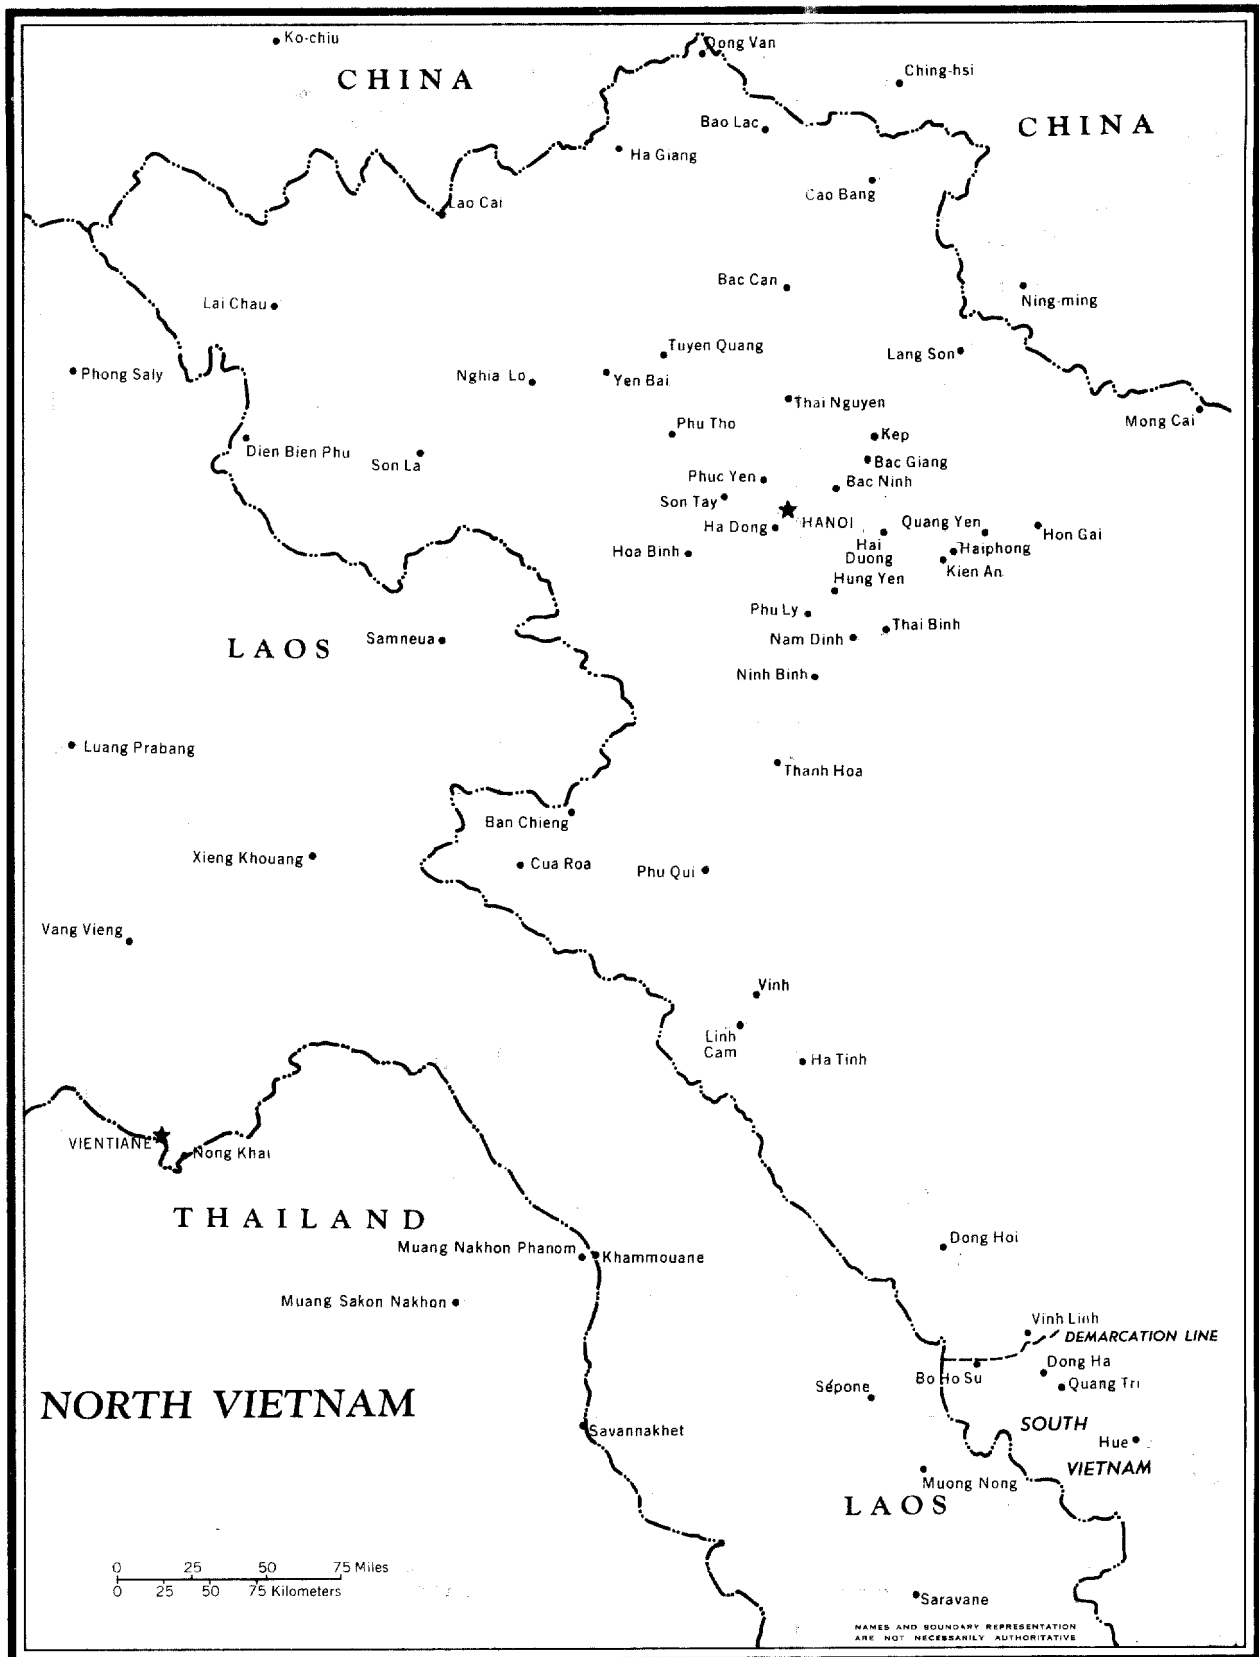 Ko-chiu
Dong Van
CHINA
Ching-hsi
Bao Lac
CHINA
Ha Giang
Cao Bang
Lao Cai
Bac Can
Lai Chau
Ning-ming
Tuyen Quang
Lang Son
Phong Saly
Nghia Lo
Yen Bai
Thai Nguyen
Mong Cai
Phu Tho
Kep
Dien Bien Phu
Son La
Bac Giang
Phuc Yen
Bac Ninh
Son Tay
Ha Dong
HANOI
Quang Yen
Hon Gai
Hoa Binh
Hai
Duong
Haiphong
Kien An
Hung Yen
Phu Ly
Thai Binh
Nam Dinh
LAOS
Samneua
Ninh Binh
Luang Prabang
Thanh Hoa
Ban Chieng
Xieng Khouang
Cua Roa
Phu Qui
Vang Vieng
Vinh
Linh
Cam
Ha Tinh
VIENTIANE
Nong Khai
THAILAND
Dong Hoi
Muang Nakhon Phanom
Khammouane
Muang Sakon Nakhon
Vinh Linh
DEMARCATION LINE
Dong Ha
Bo Ho Su
Sépone
Quang Tri
NORTH VIETNAM
SOUTH
VIETNAM
Savannakhet
Hue
Muong Nong
LAOS
0 25 50 75 Miles
0 25 50 75 Kilometers
Saravane
NAMES AND BOUNDARY REPRESENTATION
ARE NOT NECESSARILY AUTHORITATIVE